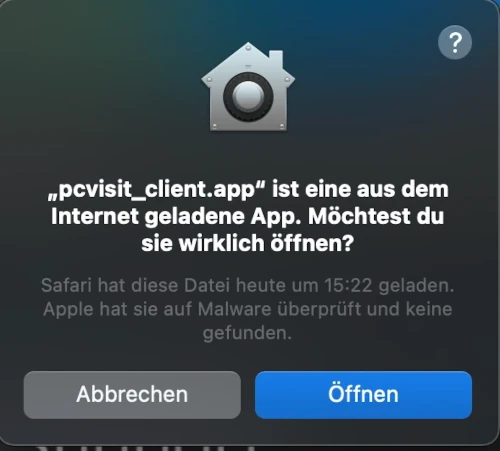 ?
„pcvisit_client.app“ ist eine aus dem
Internet geladene App. Möchtest du
sie wirklich öffnen?
Safari hat diese Datei heute um 15:22 geladen.
Apple hat sie auf Malware überprüft und keine
gefunden.
Abbrechen
Öffnen